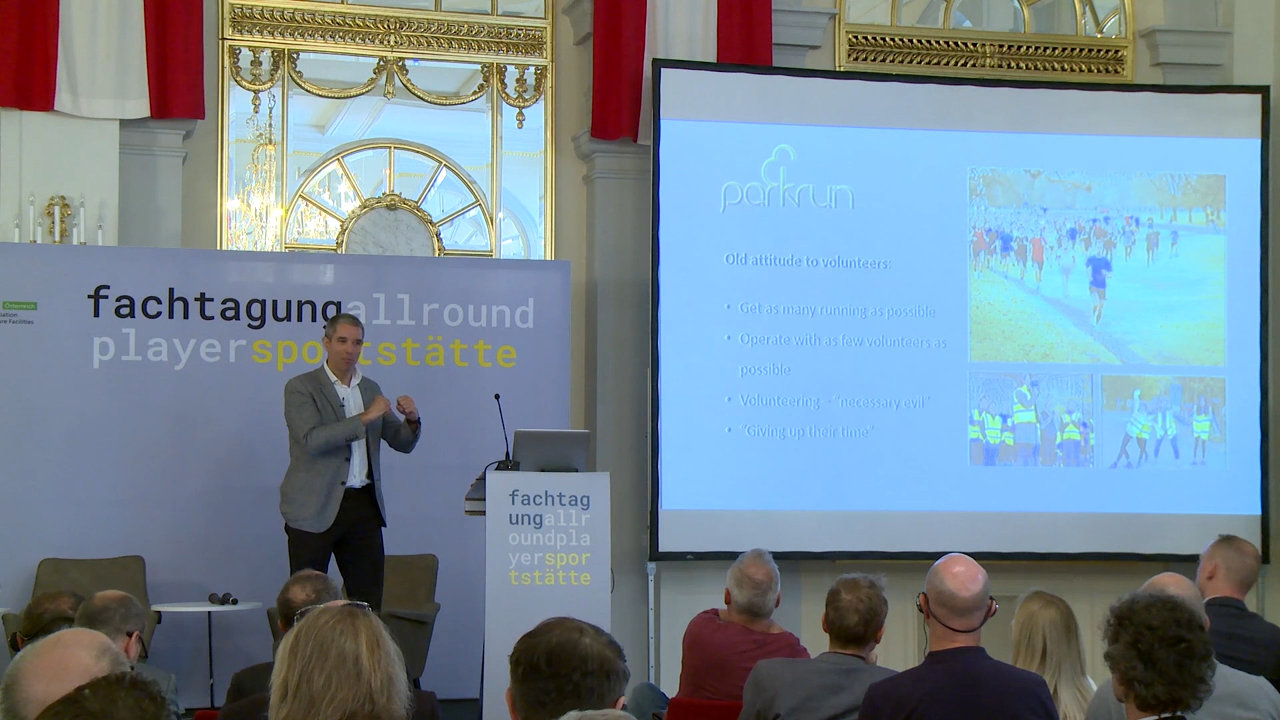 fachtagungallround
playersportstätte
Österreich
parkrun
Old attitude to volunteers:
• Get as many running as possible
• Operate with as few volunteers as
possible
• Volunteering - "necessary evil"
• "Giving up their time"
fachtag
ungallr
oundpla
yerspor
tstätte